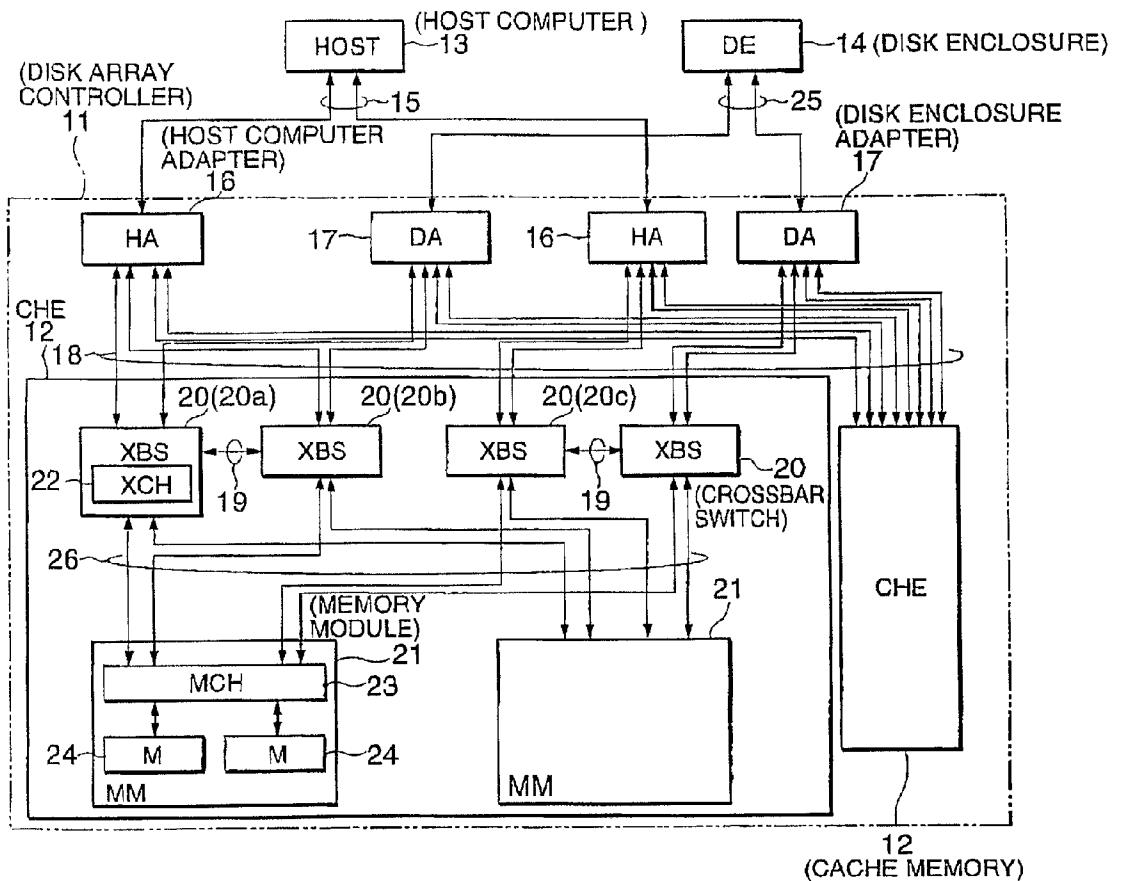 (HOST COMPUTER )
HOST
13
DE
14 (DISK ENCLOSURE)
(DISK ARRAY
CONTROLLER)
11
15
25
(HOST COMPUTER
ADAPTER)
16
(DISK ENCLOSURE
ADAPTER)
17
HA
17
DA
16
HA
DA
CHE
12
18
20(20a)
20(20b)
20(20c)
XBS
XBS
XBS
XBS
22
XCH
19
19
20
(CROSSBAR
SWITCH)
26
CHE
(MEMORY
MODULE)
21
21
MCH
23
24
M
M
24
MM
MM
12
(CACHE MEMORY)